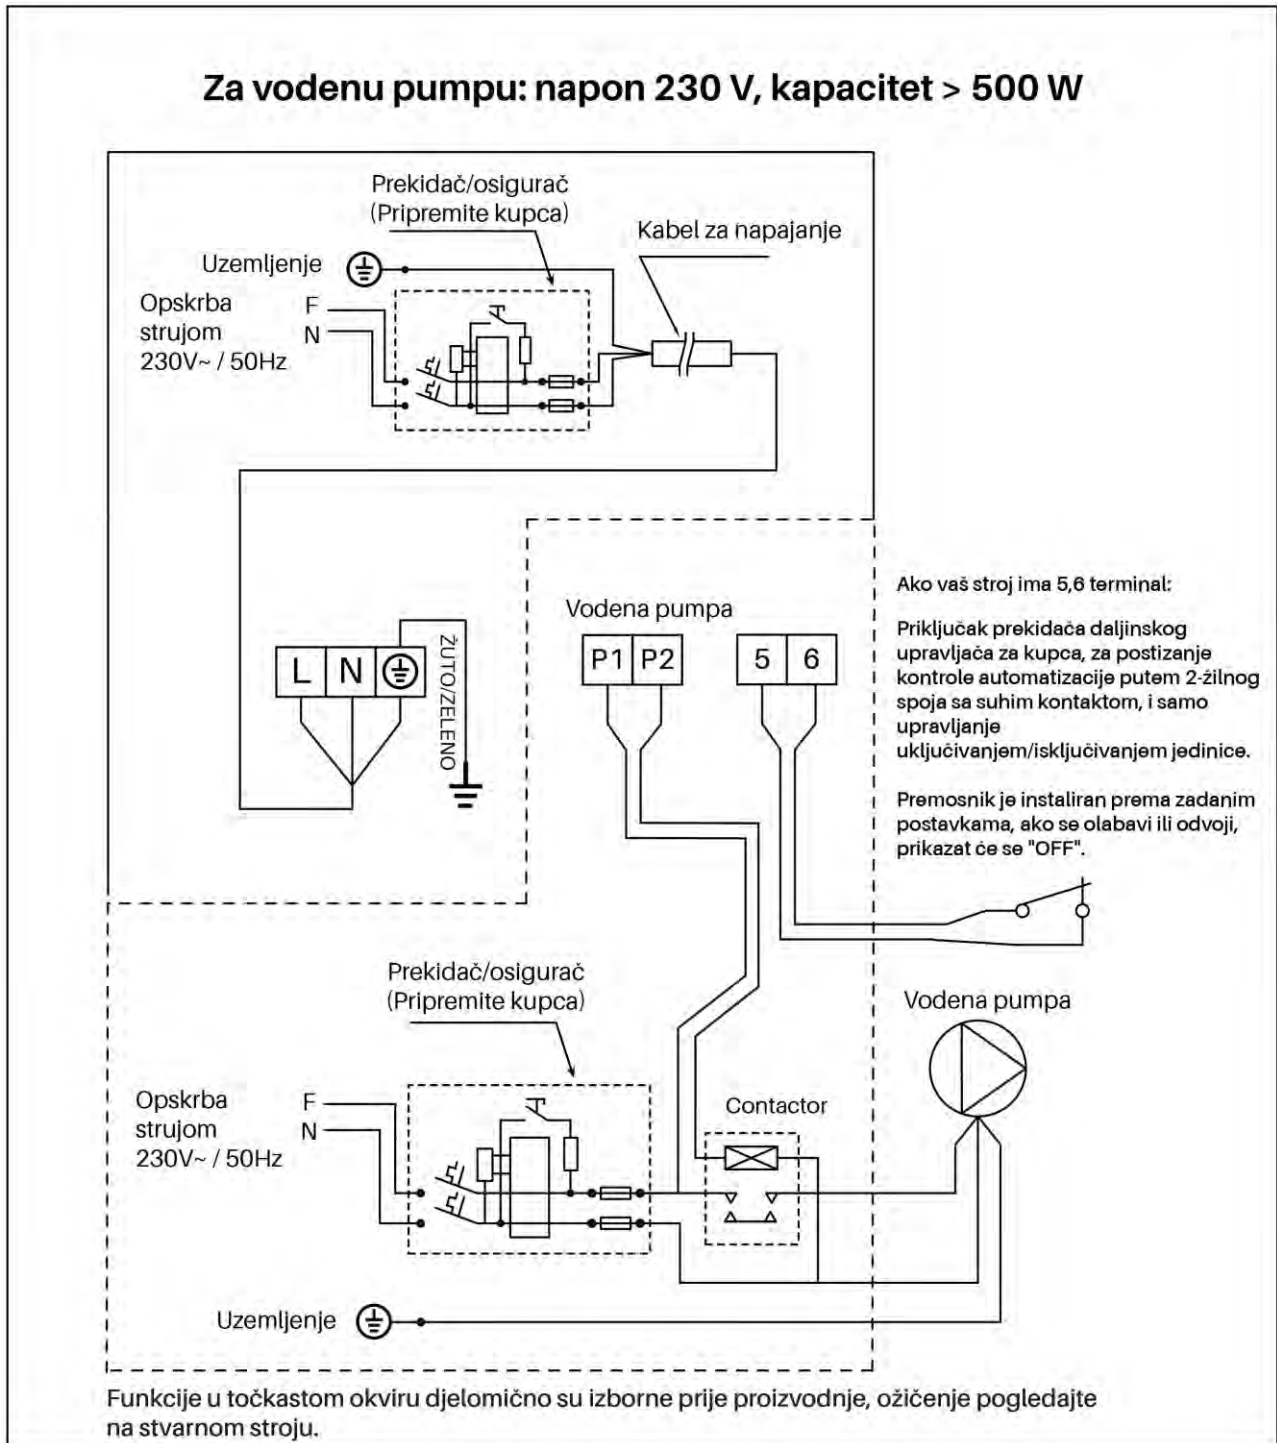 Za vodenu pumpu: napon 230 V, kapacitet > 500 W
Prekidač/osigurač
(Pripremite kupca)
Kabel za napajanje
Uzemljenje
Opskrba
strujom
230V~ / 50Hz
F
N
L N
ŽUTO/ZELENO
Vodena pumpa
P1 P2
5 6
Ako vaš stroj ima 5,6 terminal:
Priključak prekidača daljinskog
upravljača za kupca, za postizanje
kontrole automatizacije putem 2-žilnog
spoja sa suhim kontaktom, i samo
upravljanje
uključivanjem/isključivanjem jedinice.
Premosnik je instaliran prema zadanim
postavkama, ako se olabavi ili odvoji,
prikazat će se "OFF".
Prekidač/osigurač
(Pripremite kupca)
Vodena pumpa
Opskrba
strujom
230V~ / 50Hz
F
N
Contactor
Uzemljenje
Funkcije u točkastom okviru djelomično su izborne prije proizvodnje, ožičenje pogledajte
na stvarnom stroju.